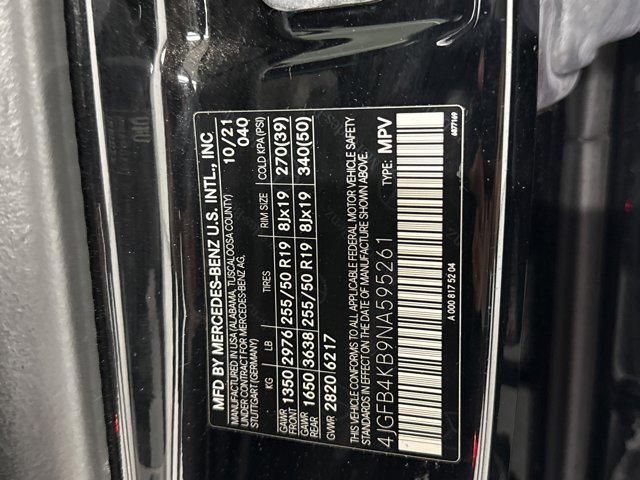 MFD BY MERCEDES-BENZ U.S. INTL., INC
MANUFACTURED IN USA (ALABAMA, TUSCALOOSA COUNTY)
UNDER CONTRACT FOR MERCEDES-BENZ AG,
STUTTGART (GERMANY)
10/21
040
KG LB TIRES RIM SIZE COLD KPA(PSI)
GAWR FRONT 1350 2976 255/50 R19 8Jx19 270(39)
GAWR REAR 1650 3638 255/50 R19 8Jx19 340(50)
GVWR 2820 6217
THIS VEHICLE CONFORMS TO ALL APPLICABLE FEDERAL MOTOR VEHICLE SAFETY
STANDARDS IN EFFECT ON THE DATE OF MANUFACTURE SHOWN ABOVE.
TYPE: MPV
4JGFB4KB9NA595261
A 000 817 52 04
6877169